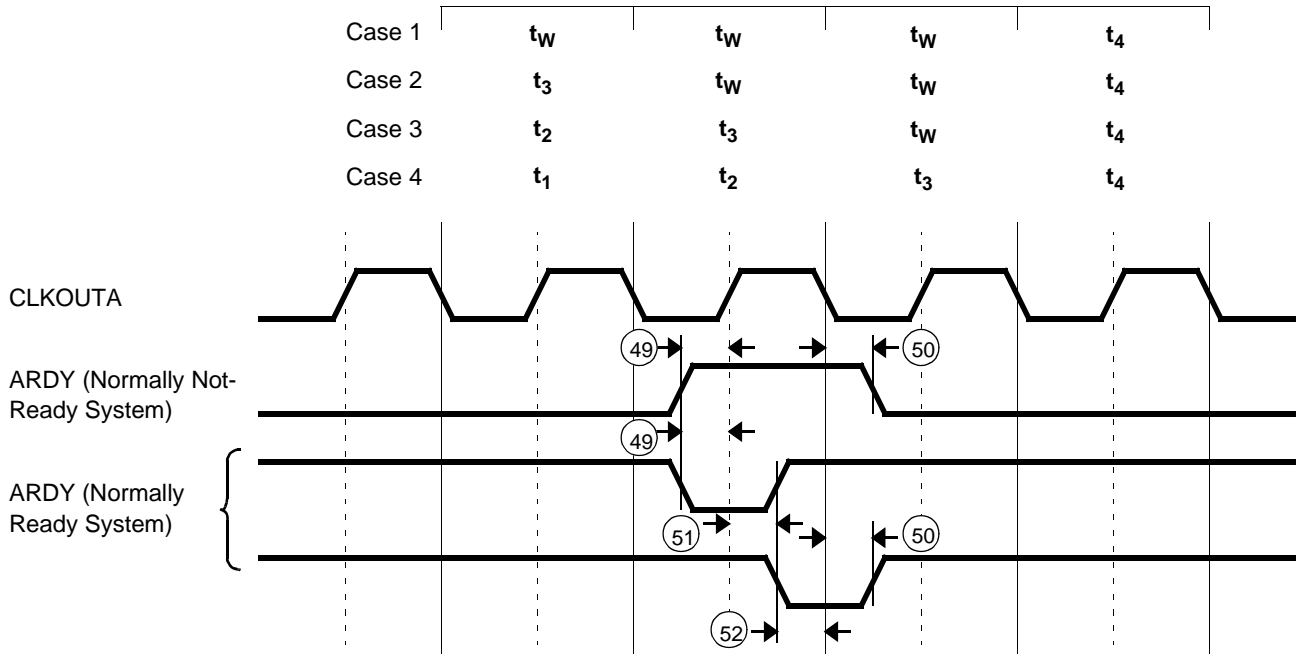 Case 1 tW tW tW t4
Case 2 t3 tW tW t4
Case 3 t2 t3 tW t4
Case 4 t1 t2 t3 t4
CLKOUTA
49 50
ARDY (Normally Not-
Ready System)
49
ARDY (Normally
Ready System)
51 50
52